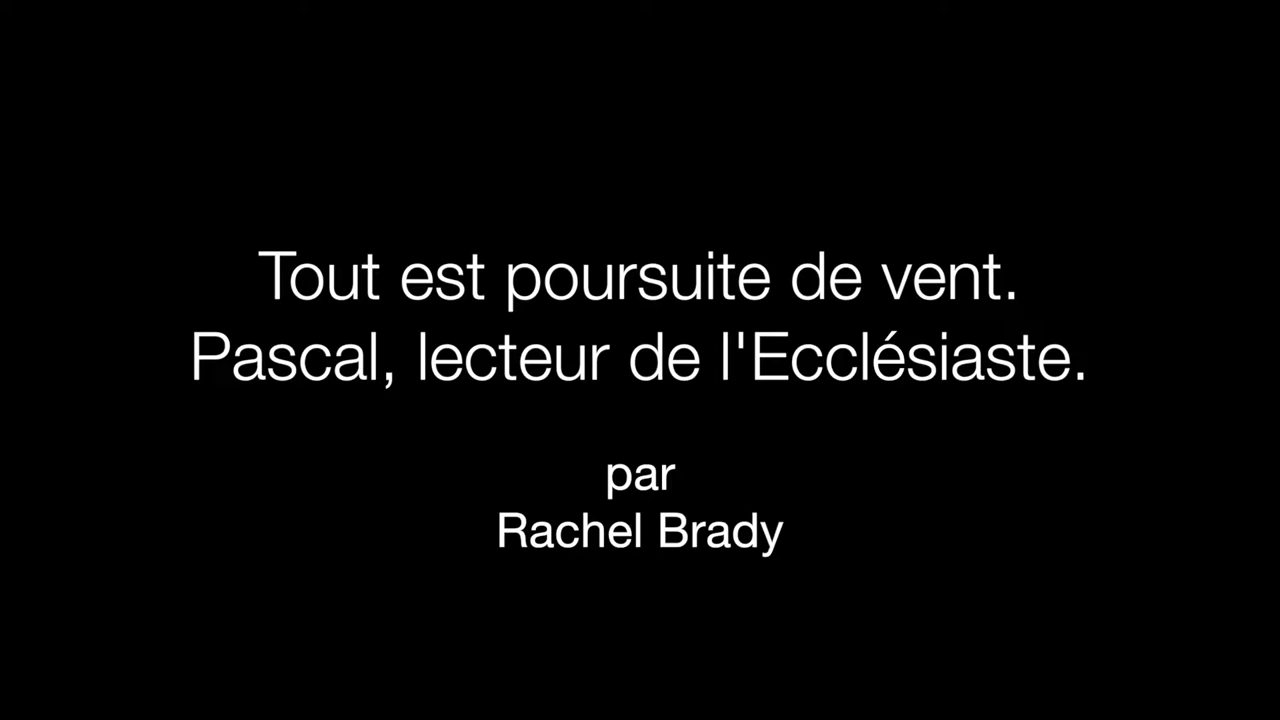 Tout est poursuite de vent.
Pascal, lecteur de l'Ecclésiaste.
par
Rachel Brady